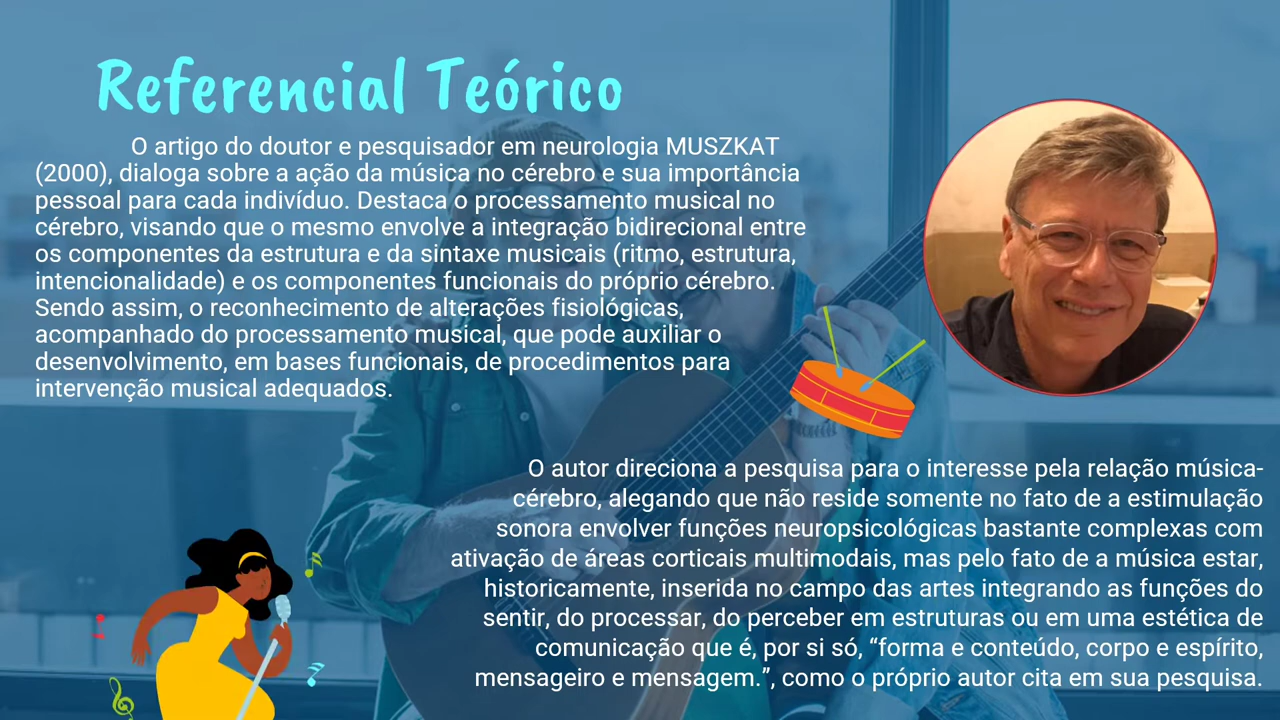 Referencial Teórico
O artigo do doutor e pesquisador em neurologia MUSZKAT
(2000), dialoga sobre a ação da música no cérebro e sua importância
pessoal para cada indivíduo. Destaca o processamento musical no
cérebro, visando que o mesmo envolve a integração bidirecional entre
os componentes da estrutura e da sintaxe musicais (ritmo, estrutura,
intencionalidade) e os componentes funcionais do próprio cérebro.
Sendo assim, o reconhecimento de alterações fisiológicas,
acompanhado do processamento musical, que pode auxiliar o
desenvolvimento, em bases funcionais, de procedimentos para
intervenção musical adequados.
O autor direciona a pesquisa para o interesse pela relação música-
cérebro, alegando que não reside somente no fato de a estimulação
sonora envolver funções neuropsicológicas bastante complexas com
ativação de áreas corticais multimodais, mas pelo fato de a música estar,
historicamente, inserida no campo das artes integrando as funções do
sentir, do processar, do perceber em estruturas ou em uma estética de
comunicação que é, por si só, “forma e conteúdo, corpo e espírito,
mensageiro e mensagem.”, como o próprio autor cita em sua pesquisa.